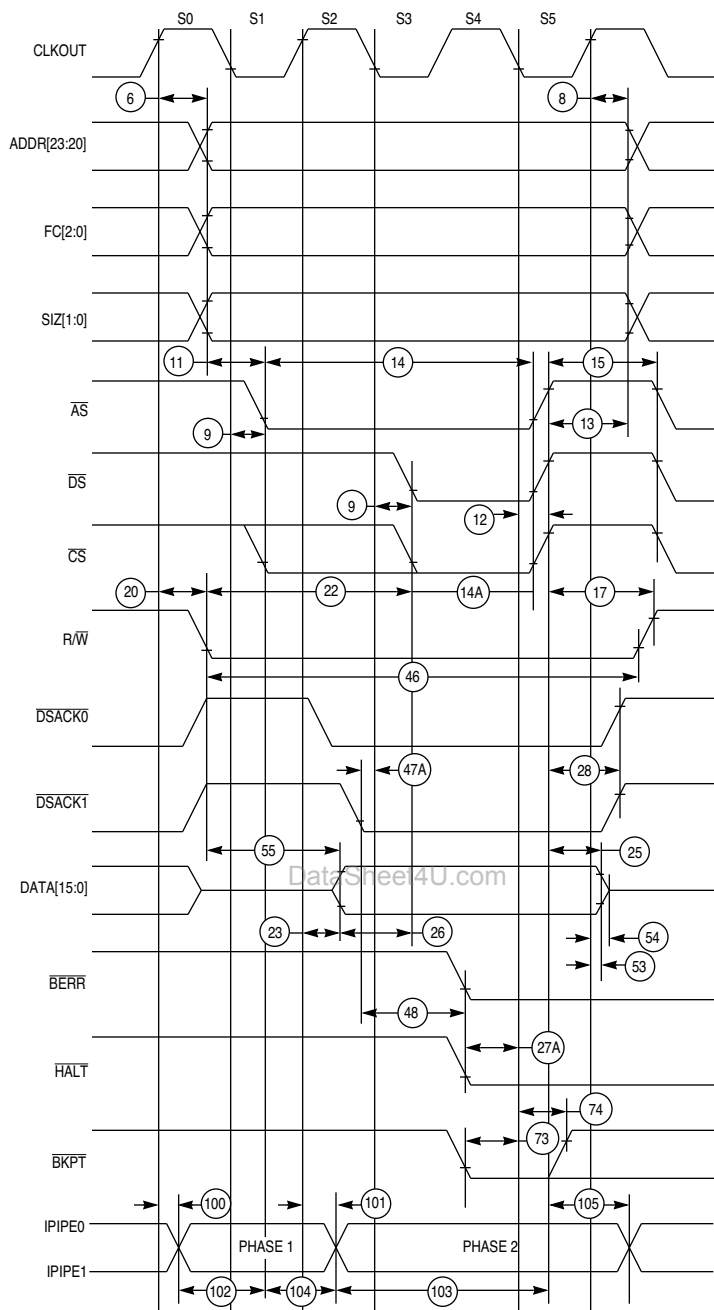 S0 S1 S2 S3 S4 S5
CLKOUT
6 8
ADDR[23:20]
FC[2:0]
SIZ[1:0]
11 14 15
AS
13
9
DS
9 12
CS
20 22 14A 17
R/W
46
DSACK0
47A 28
DSACK1
55 25
DataSheet4U.com
DATA[15:0]
23 26 54
53
BERR
48 27A
HALT
74
73
BKPT
100 101 105
IPIPE0
PHASE 1 PHASE 2
IPIPE1
102 104 103